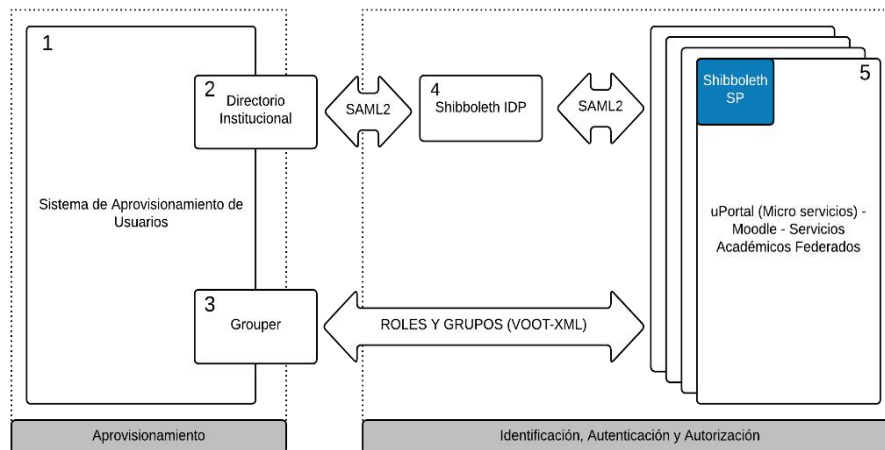 1
2
Directorio
Institucional
SAML2
4
Shibboleth IDP
SAML2
Shibboleth
SP
5
Sistema de Aprovisionamiento de
Usuarios
uPortal (Micro servicios) -
Moodle - Servicios
Académicos Federados
3
Grouper
ROLES Y GRUPOS (VOOT-XML)
Aprovisionamiento
Identificación, Autenticación y Autorización